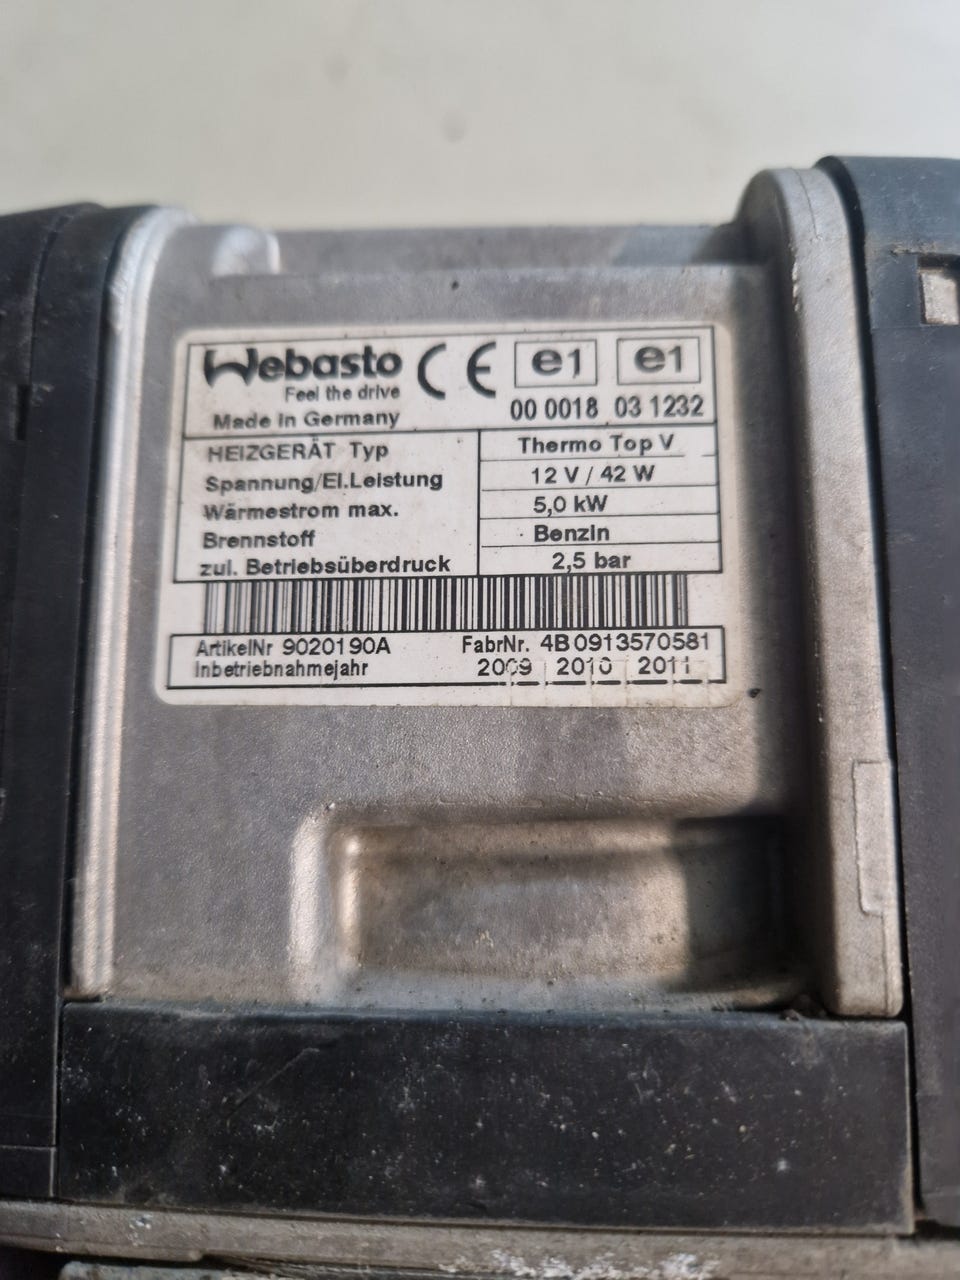 Webasto CE e1 e1
Feel the drive
Made in Germany 00 0018 03 1232
HEIZGERÄT Typ Thermo Top V
Spannung/El.Leistung 12 V / 42 W
Wärmestrom max. 5,0 kW
Brennstoff Benzin
zul. Betriebsüberdruck 2,5 bar
ArtikelNr 9020190A FabrNr. 4B0913570581
Inbetriebnahmejahr 2009 2010 2011